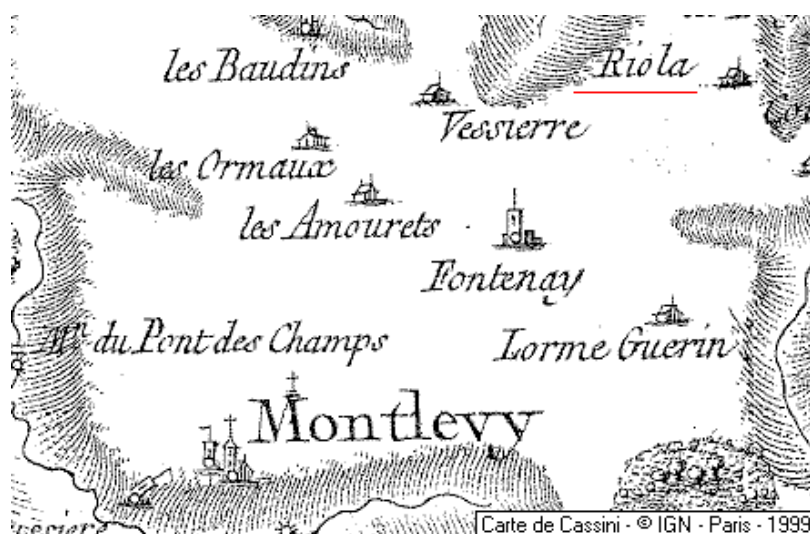 les Baudins
Riola
Vessierre
les Ormaux
les Amourets
Fontenay
Mⁿ du Pont des Champs
Lorme Guerin
Montlevy
Carte de Cassini - © IGN - Paris - 1999